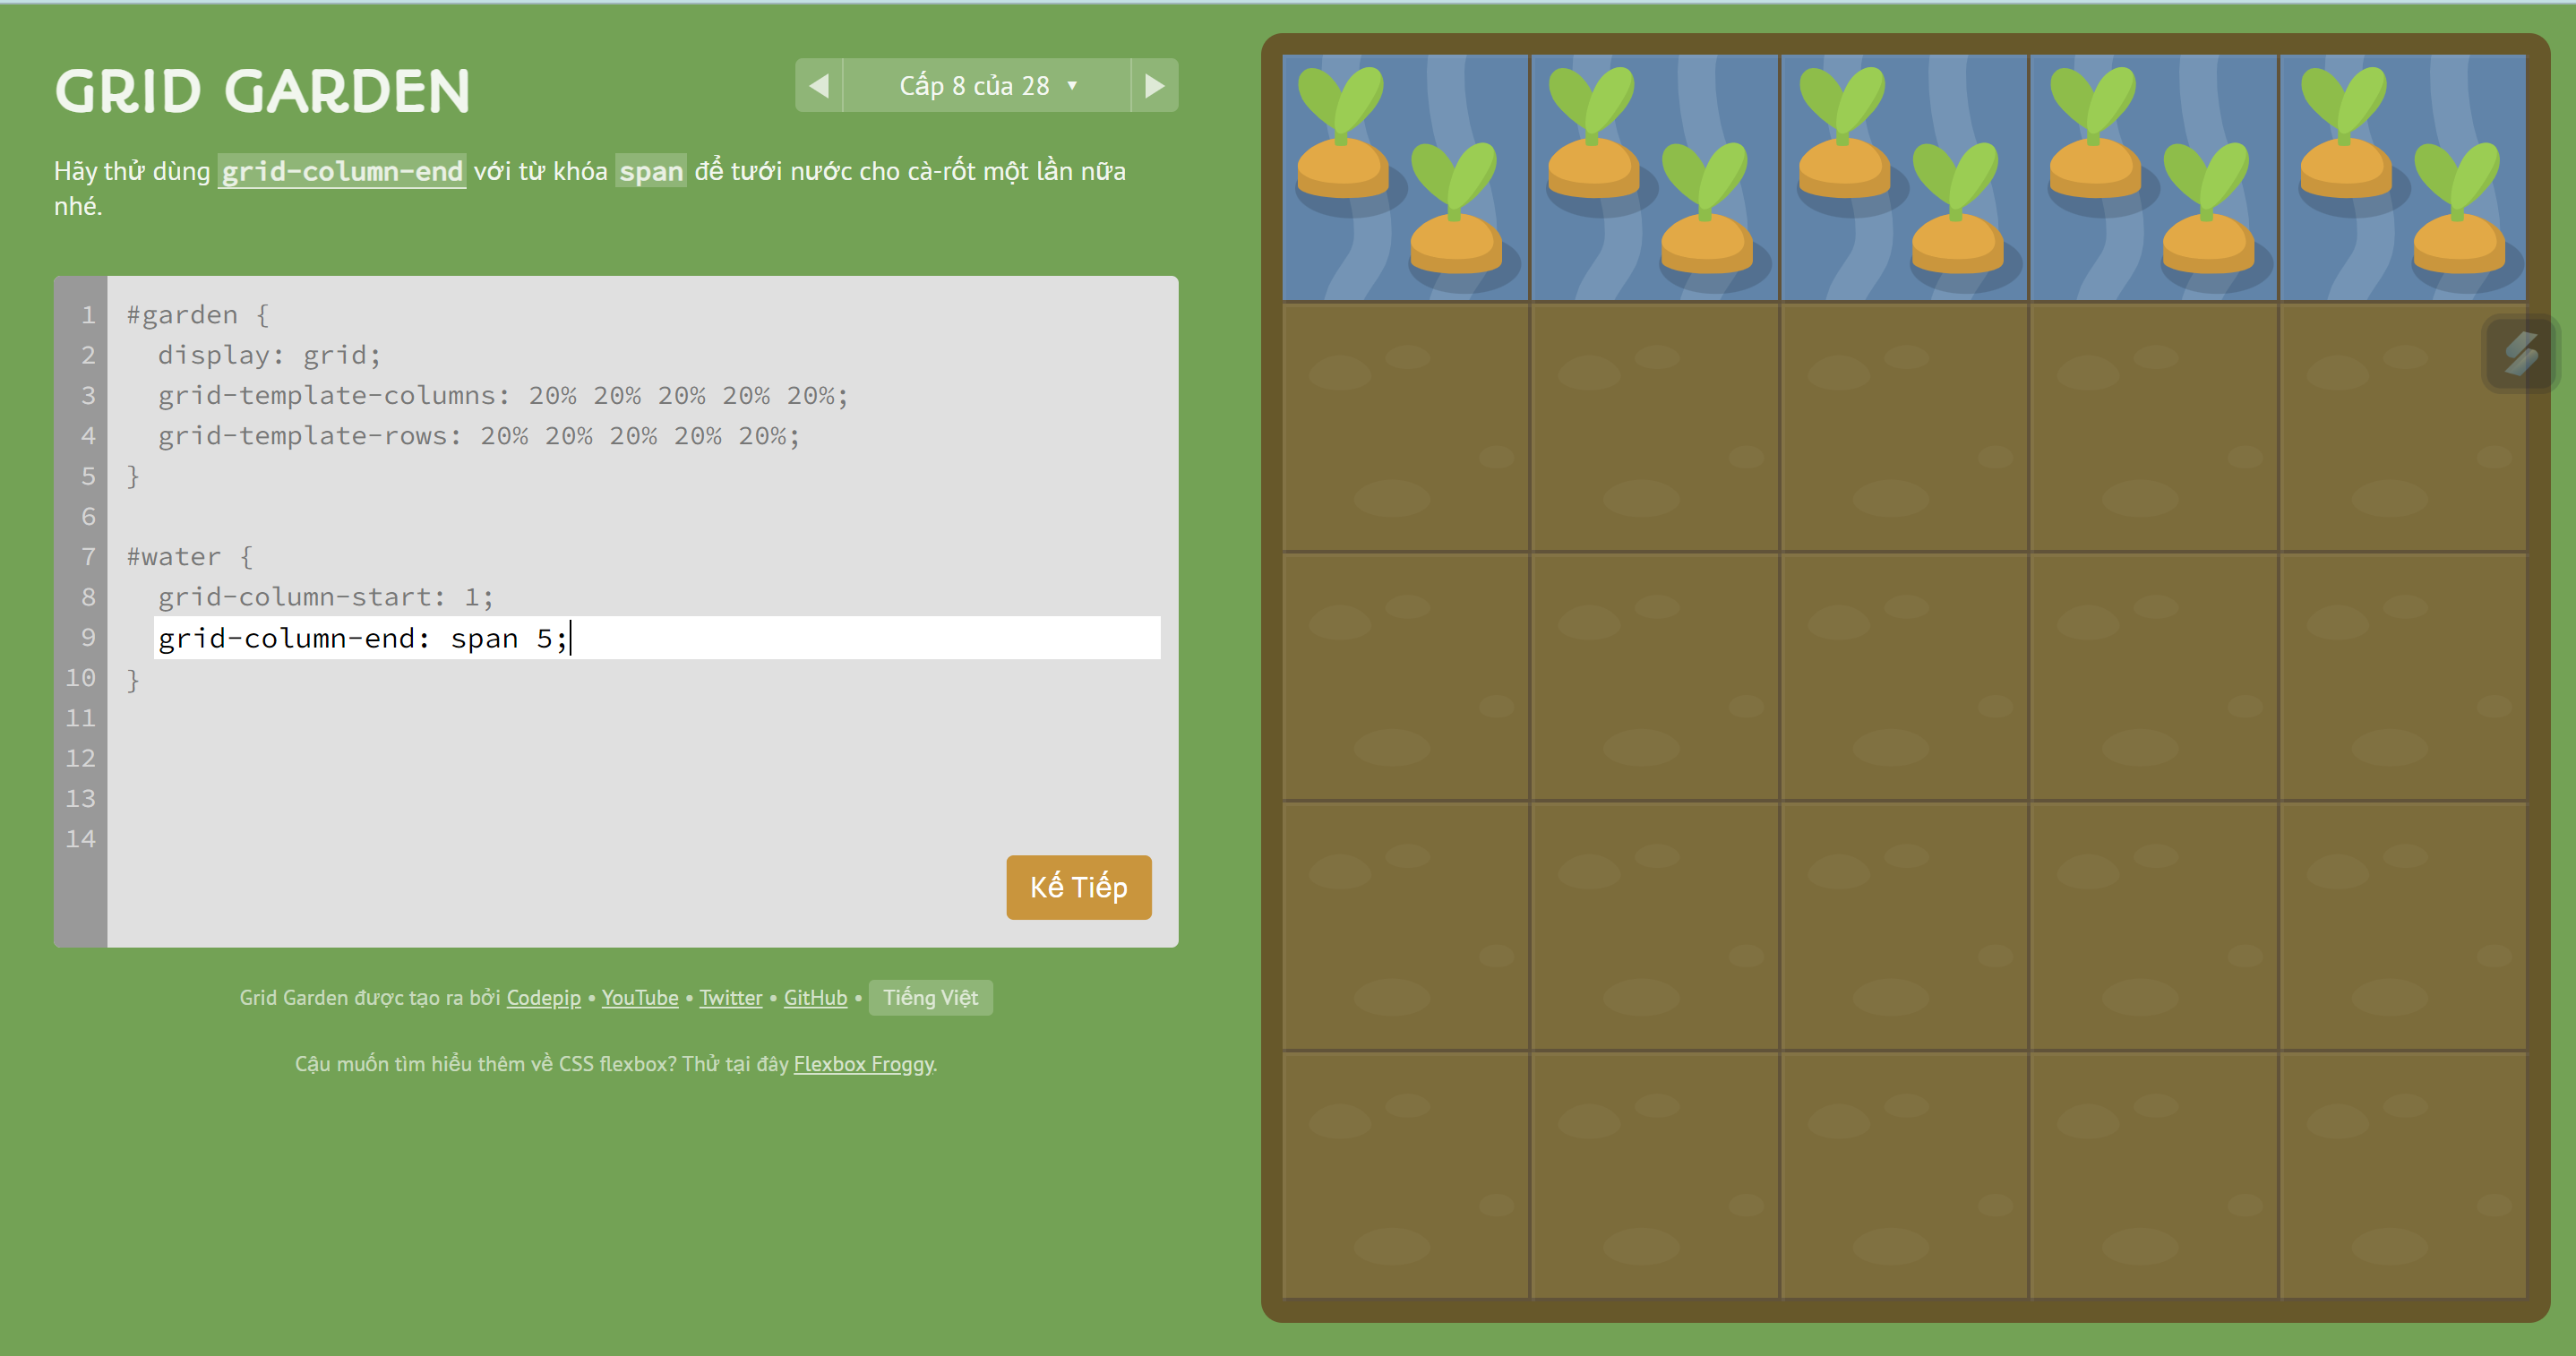 GRID GARDEN
Cấp 8 của 28 ▼
Hãy thử dùng grid-column-end với từ khóa span để tưới nước cho cà-rốt một lần nữa
nhé.
1 #garden {
2 display: grid;
3 grid-template-columns: 20% 20% 20% 20% 20%;
4 grid-template-rows: 20% 20% 20% 20% 20%;
5 }
6
7 #water {
8 grid-column-start: 1;
9 grid-column-end: span 5;
10 }
11
12
13
14
Kế Tiếp
Grid Garden được tạo ra bởi Codepip • YouTube • Twitter • GitHub • Tiếng Việt
Cậu muốn tìm hiểu thêm về CSS flexbox? Thử tại đây Flexbox Froggy.